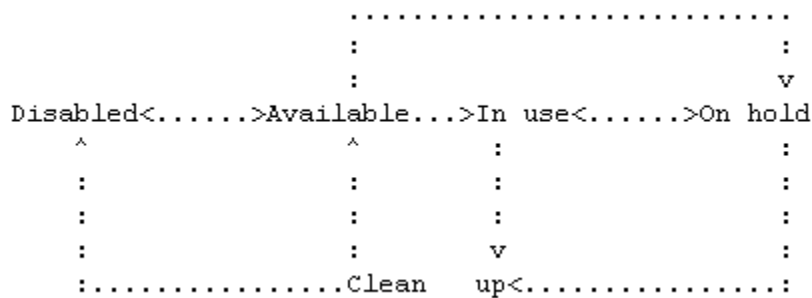 ............................
:                           :
:                           v
Disabled<......>Available...>In use<......>On hold
^                ^         :                 :
:                :         :                 :
:                :         :                 :
:                :         v                 :
:................Clean   up<................: